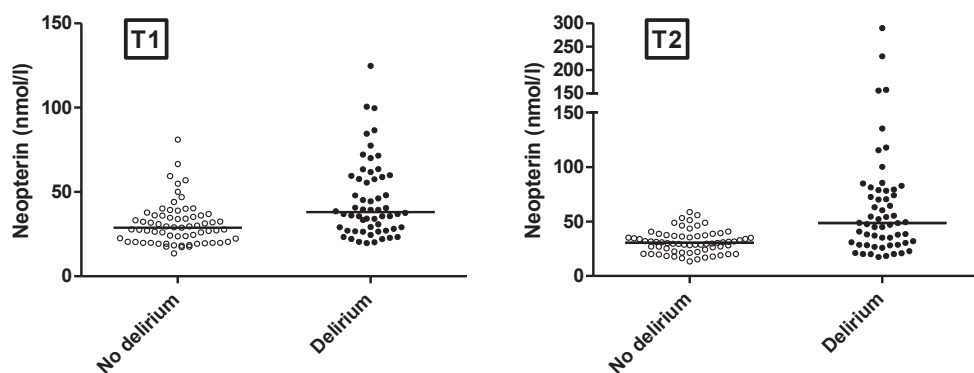 T1
Neopterin (nmol/l)
150
100
50
0
No delirium
Delirium
T2
Neopterin (nmol/l)
300
250
200
150
100
50
0
No delirium
Delirium